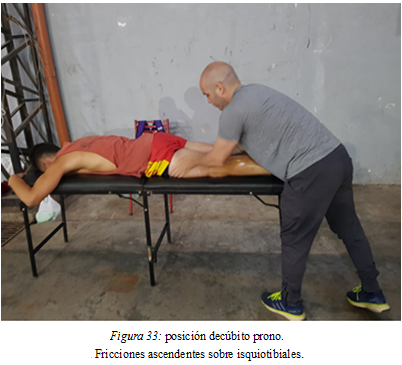 Figura 33: posición decúbito prono.
Fricciones ascendentes sobre isquiotibiales.